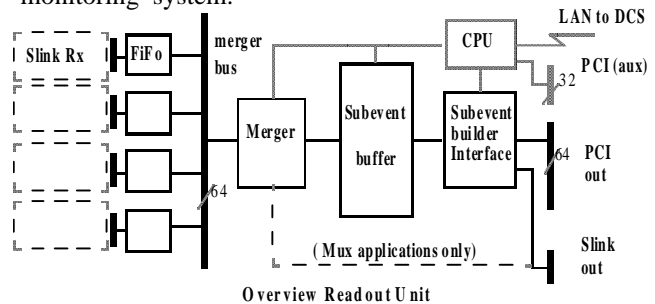 monitoring system.
LAN to DCS
Slink Rx
FiFo
merger
bus
CPU
PCI (aux)
32
Merger
Subevent
buffer
Subevent
builder
Interface
PCI
out
64
64
( Mux applications only)
Slink
out
Overview Readout Unit